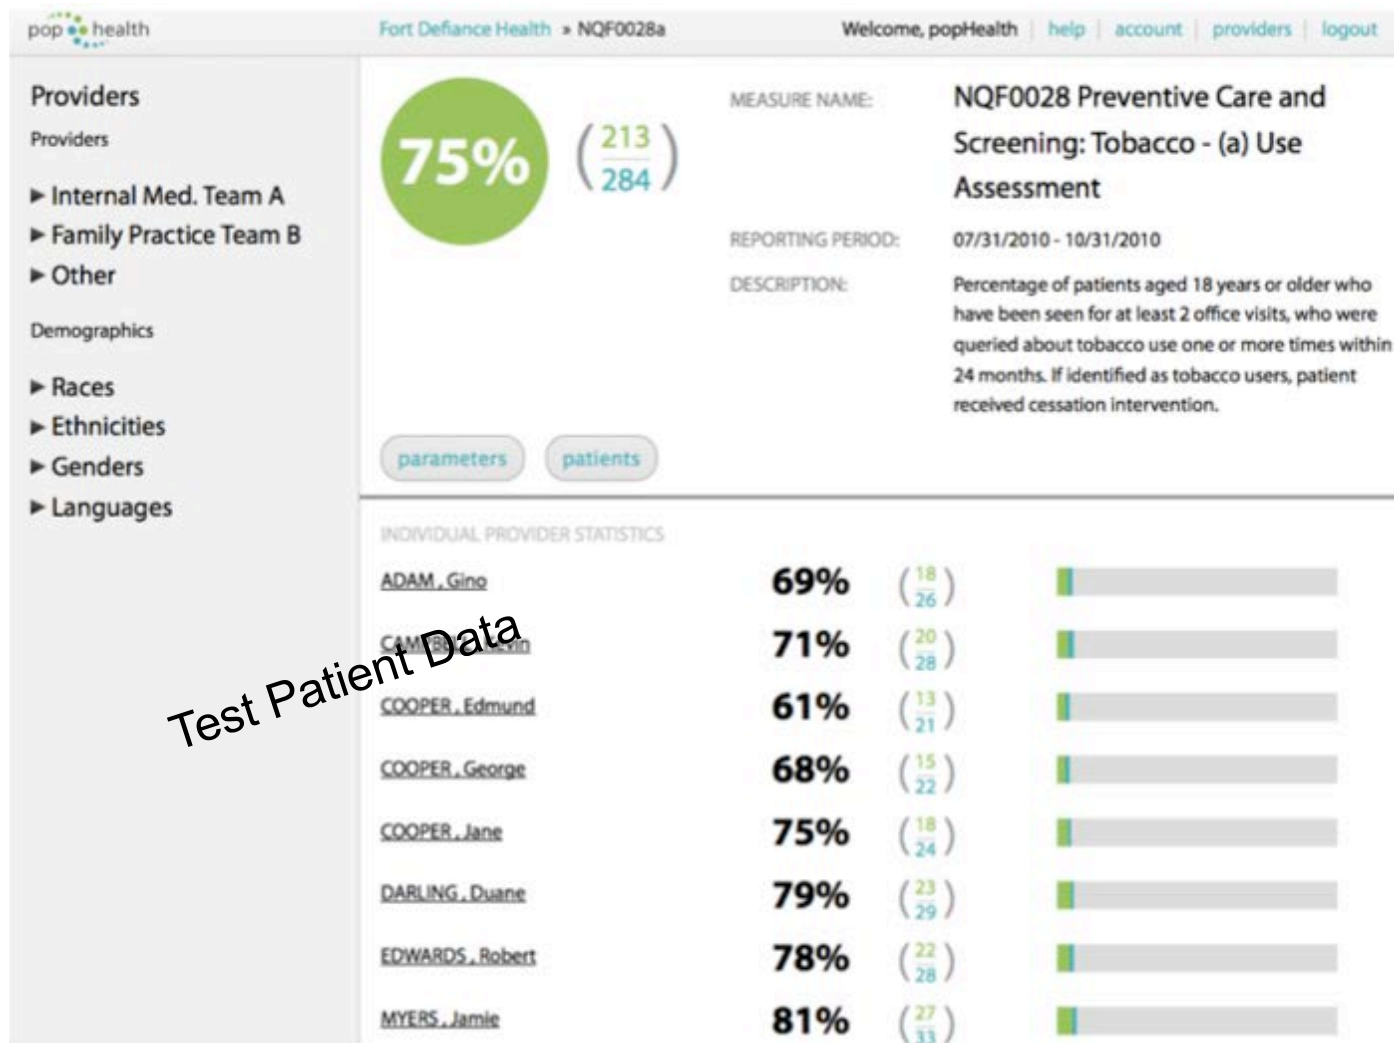 pop health
Fort Defiance Health » NQF0028a
Welcome, popHealth | help | account | providers | logout
Providers
Providers
► Internal Med. Team A
► Family Practice Team B
► Other
Demographics
► Races
► Ethnicities
► Genders
► Languages
75%
213
284
MEASURE NAME:
NQF0028 Preventive Care and
Screening: Tobacco - (a) Use
Assessment
REPORTING PERIOD:
07/31/2010 - 10/31/2010
DESCRIPTION:
Percentage of patients aged 18 years or older who
have been seen for at least 2 office visits, who were
queried about tobacco use one or more times within
24 months. If identified as tobacco users, patient
received cessation intervention.
parameters
patients
INDIVIDUAL PROVIDER STATISTICS
ADAM , Gino 69% (18/26)
CAMPBELL , Kevin 71% (20/28)
COOPER , Edmund 61% (13/21)
COOPER , George 68% (15/22)
COOPER , Jane 75% (18/24)
DARLING , Duane 79% (23/29)
EDWARDS , Robert 78% (22/28)
MYERS , Jamie 81% (27/33)
Test Patient Data